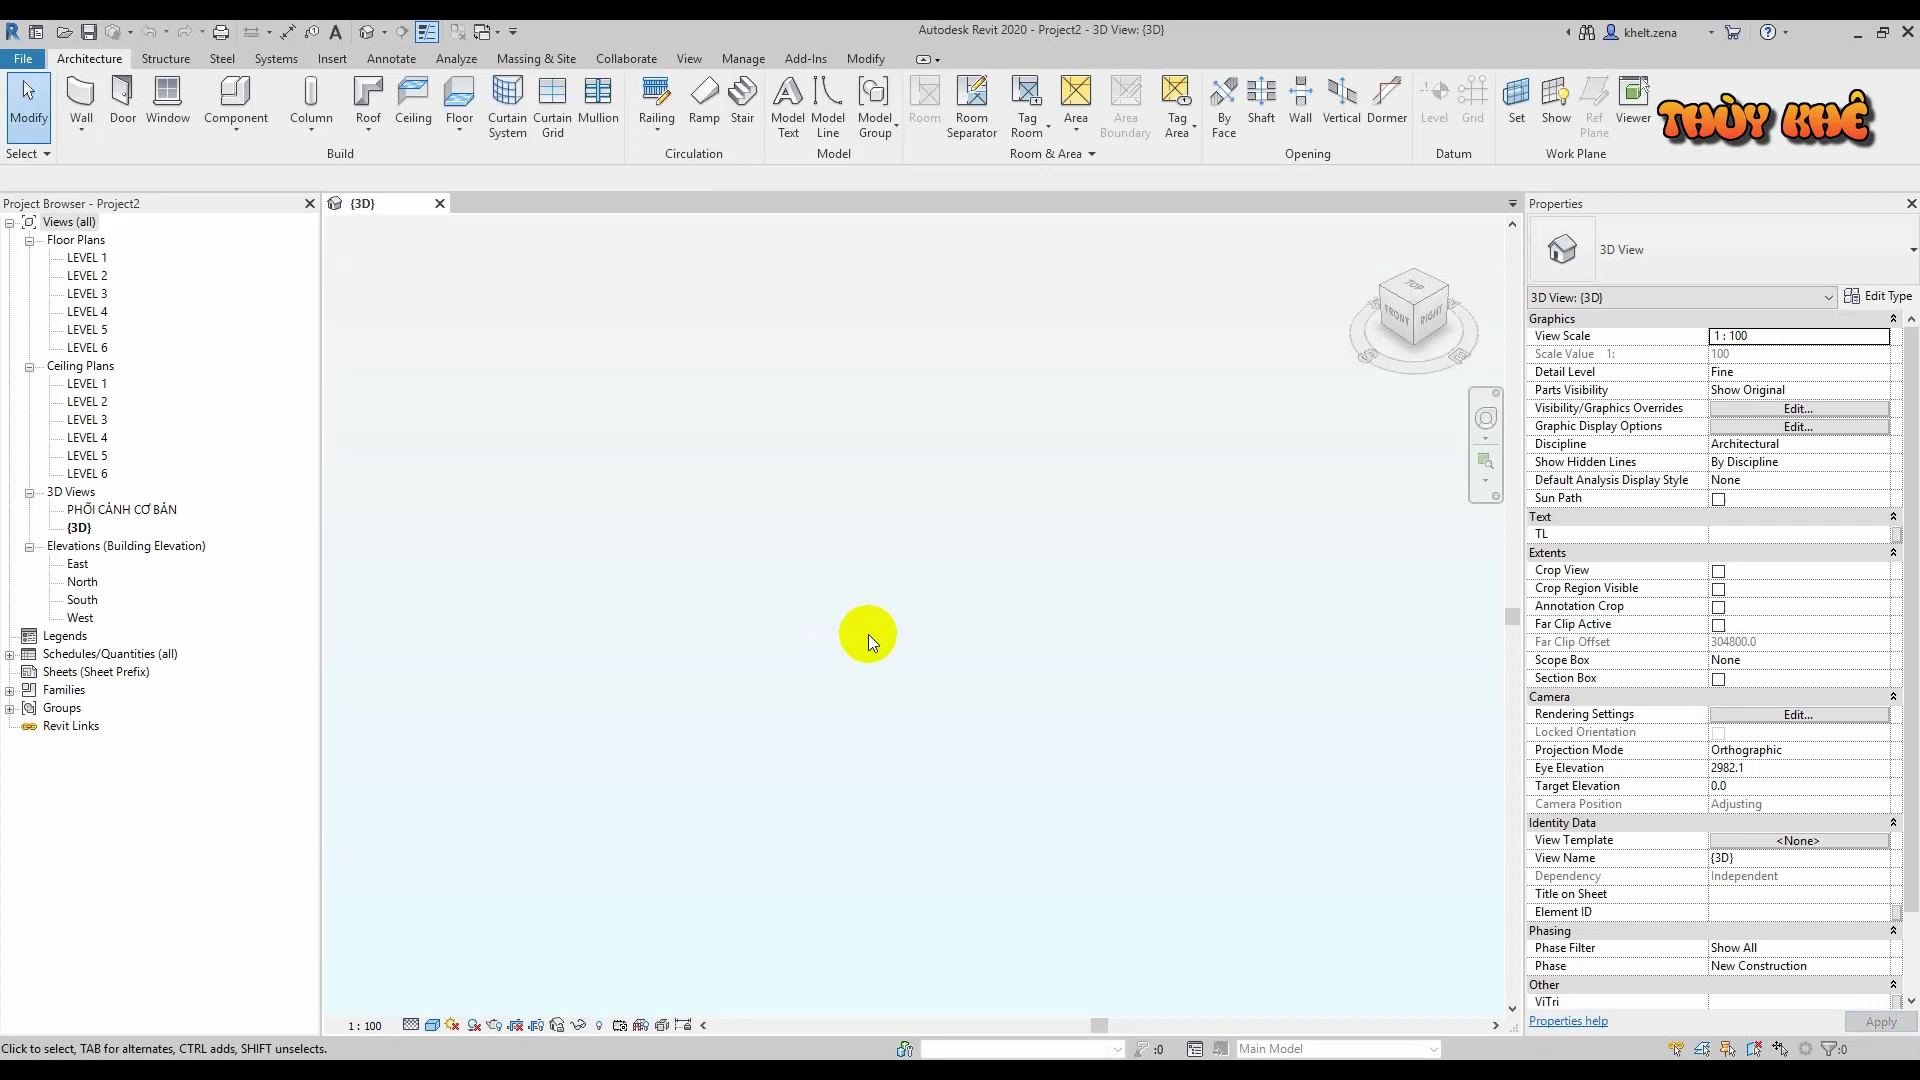 Autodesk Revit 2020 - Project2 - 3D View: {3D}
khelt.zena
File Architecture Structure Steel Systems Insert Annotate Analyze Massing & Site Collaborate View Manage Add-Ins Modify
Modify Wall Door Window Component Column Roof Ceiling Floor Curtain System Curtain Grid Mullion Railing Ramp Stair Model Text Model Line Model Group Room Room Separator Tag Room Area Area Boundary Tag Area By Face Shaft Wall Vertical Dormer Level Grid Set Show Ref Plane Viewer
THÙY KHÊ
Select Build Circulation Model Room & Area Opening Datum Work Plane
Project Browser - Project2
Views (all)
Floor Plans
LEVEL 1
LEVEL 2
LEVEL 3
LEVEL 4
LEVEL 5
LEVEL 6
Ceiling Plans
LEVEL 1
LEVEL 2
LEVEL 3
LEVEL 4
LEVEL 5
LEVEL 6
3D Views
PHỐI CẢNH CƠ BẢN
{3D}
Elevations (Building Elevation)
East
North
South
West
Legends
Schedules/Quantities (all)
Sheets (Sheet Prefix)
Families
Groups
Revit Links
{3D}
TOP
FRONT RIGHT
S E
Properties
3D View
3D View: {3D} Edit Type
Graphics
View Scale 1 : 100
Scale Value 1: 100
Detail Level Fine
Parts Visibility Show Original
Visibility/Graphics Overrides Edit...
Graphic Display Options Edit...
Discipline Architectural
Show Hidden Lines By Discipline
Default Analysis Display Style None
Sun Path
Text
TL
Extents
Crop View
Crop Region Visible
Annotation Crop
Far Clip Active
Far Clip Offset 304800.0
Scope Box None
Section Box
Camera
Rendering Settings Edit...
Locked Orientation
Projection Mode Orthographic
Eye Elevation 2982.1
Target Elevation 0.0
Camera Position Adjusting
Identity Data
View Template <None>
View Name {3D}
Dependency Independent
Title on Sheet
Element ID
Phasing
Phase Filter Show All
Phase New Construction
Other
ViTri
Properties help Apply
1 : 100
Click to select, TAB for alternates, CTRL adds, SHIFT unselects.
:0 Main Model :0